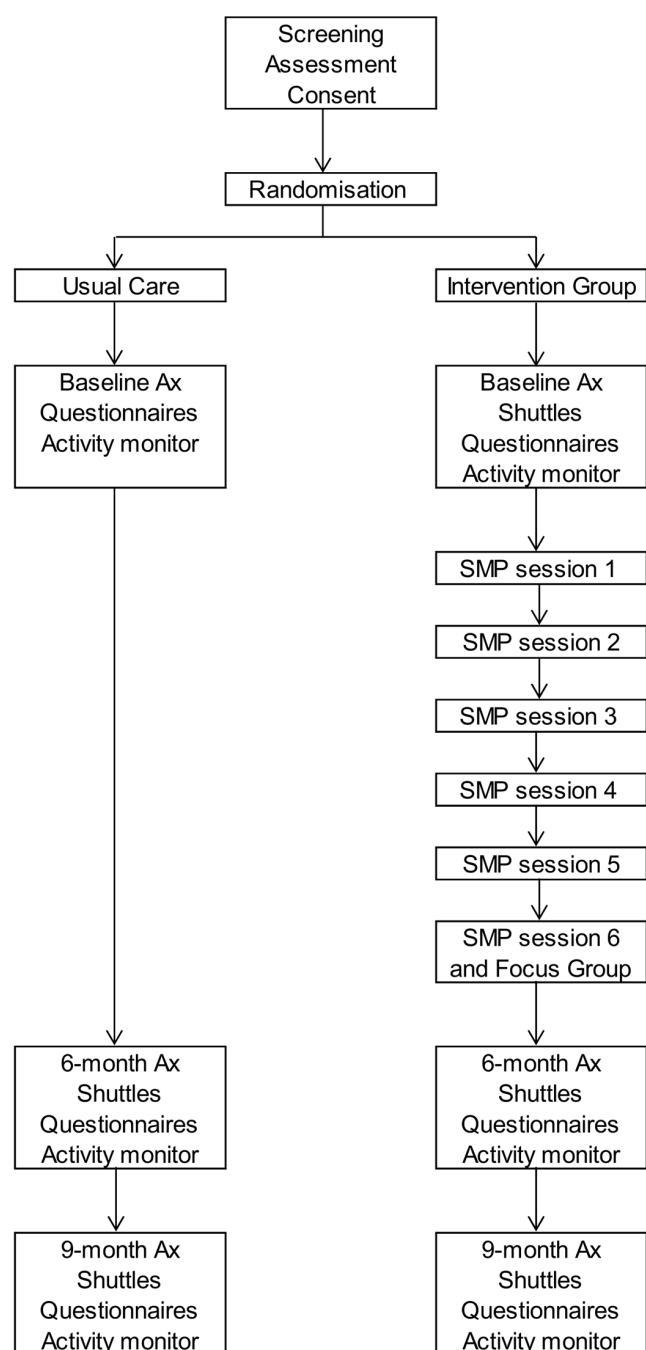 Screening
Assessment
Consent
Randomisation
Usual Care
Intervention Group
Baseline Ax
Questionnaires
Activity monitor
Baseline Ax
Shuttles
Questionnaires
Activity monitor
SMP session 1
SMP session 2
SMP session 3
SMP session 4
SMP session 5
SMP session 6
and Focus Group
6-month Ax
Shuttles
Questionnaires
Activity monitor
6-month Ax
Shuttles
Questionnaires
Activity monitor
9-month Ax
Shuttles
Questionnaires
Activity monitor
9-month Ax
Shuttles
Questionnaires
Activity monitor